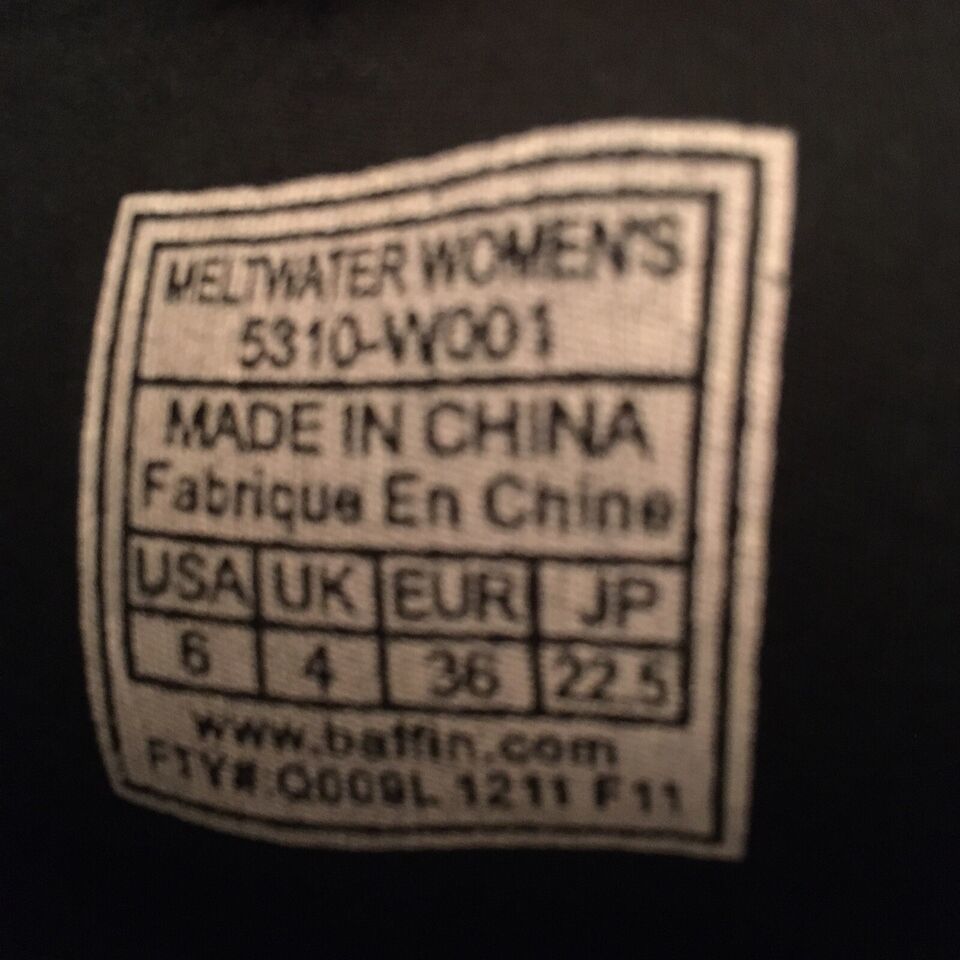 MELTWATER WOMEN'S
5310-W001
MADE IN CHINA
Fabrique En Chine
USA UK EUR JP
6 4 36 22.5
www.baffin.com
FTY# Q009L 1211 F11